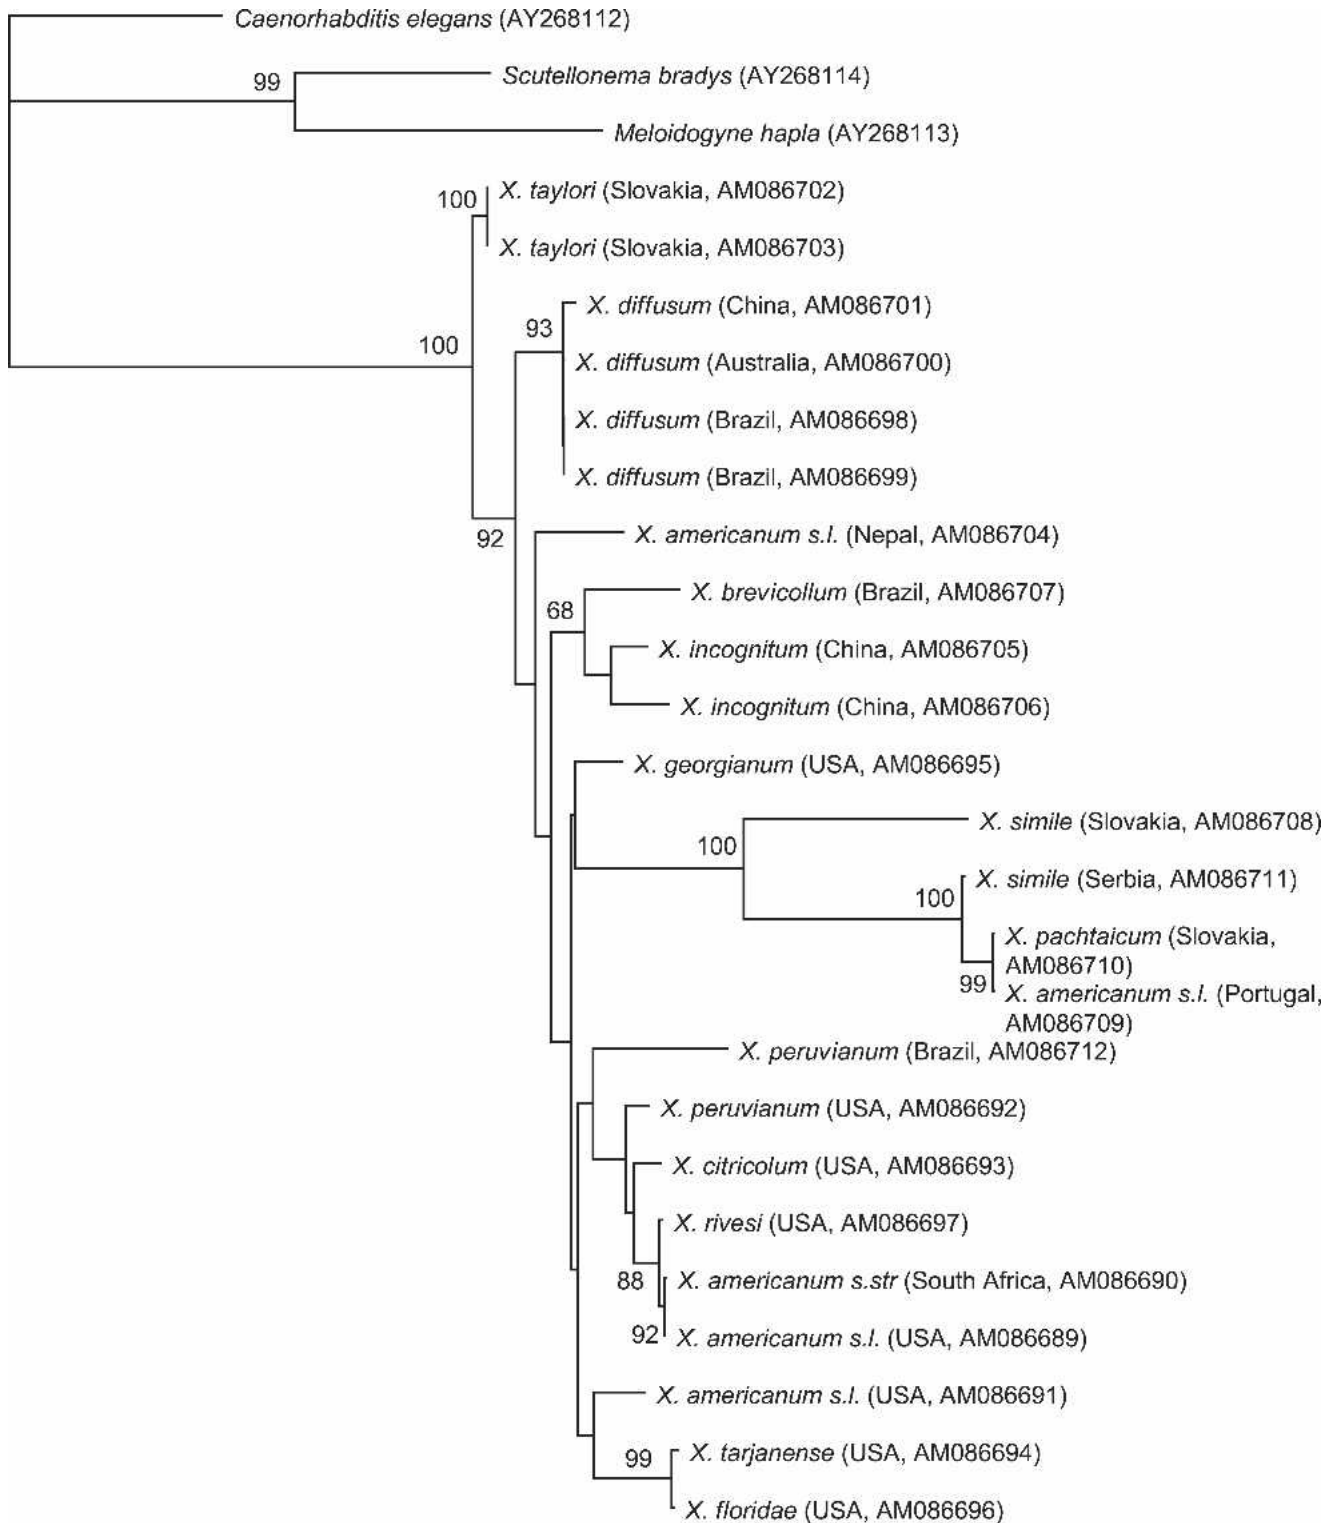 Caenorhabditis elegans (AY268112)
Scutellonema bradys (AY268114)
99
Meloidogyne hapla (AY268113)
X. taylori (Slovakia, AM086702)
100
X. taylori (Slovakia, AM086703)
X. diffusum (China, AM086701)
93
100
X. diffusum (Australia, AM086700)
X. diffusum (Brazil, AM086698)
X. diffusum (Brazil, AM086699)
92
X. americanum s.l. (Nepal, AM086704)
X. brevicollum (Brazil, AM086707)
68
X. incognitum (China, AM086705)
X. incognitum (China, AM086706)
X. georgianum (USA, AM086695)
X. simile (Slovakia, AM086708)
100
X. simile (Serbia, AM086711)
100
X. pachtaicum (Slovakia,
AM086710)
99
X. americanum s.l. (Portugal,
AM086709)
X. peruvianum (Brazil, AM086712)
X. peruvianum (USA, AM086692)
X. citricolum (USA, AM086693)
X. rivesi (USA, AM086697)
88
X. americanum s.str (South Africa, AM086690)
92
X. americanum s.l. (USA, AM086689)
X. americanum s.l. (USA, AM086691)
99
X. tarjanense (USA, AM086694)
X. floridae (USA, AM086696)